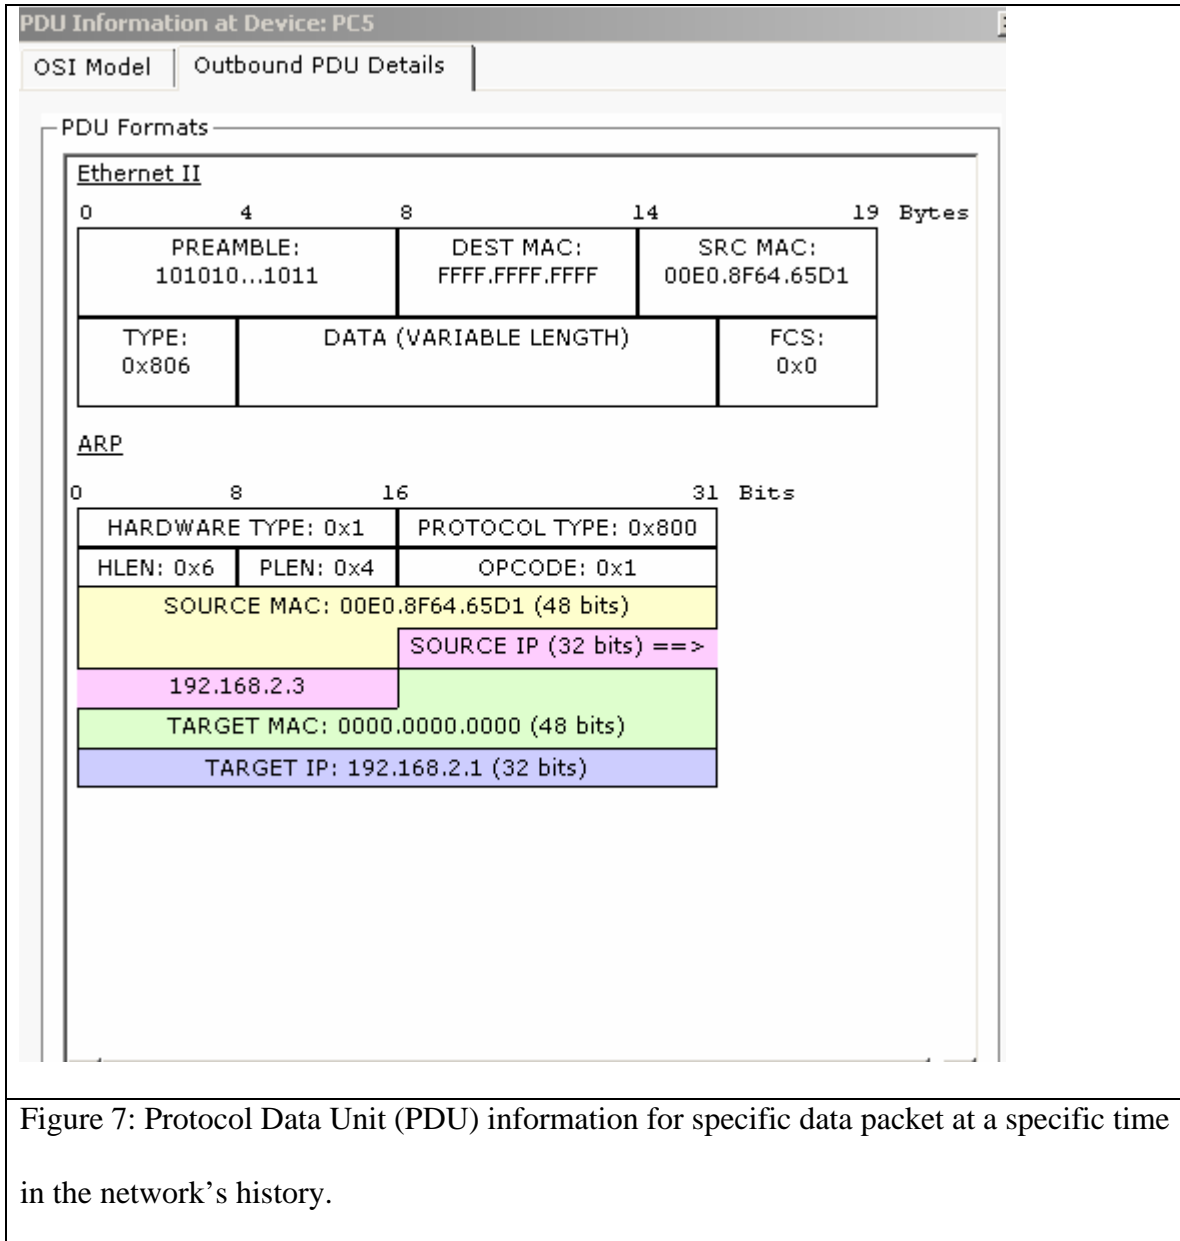 PDU Information at Device: PC5
OSI Model Outbound PDU Details
PDU Formats
Ethernet II
0 4 8 14 19 Bytes
PREAMBLE: DEST MAC: SRC MAC:
101010...1011 FFFF.FFFF.FFFF 00E0.8F64.65D1
TYPE: DATA (VARIABLE LENGTH) FCS:
0x806 0x0
ARP
0 8 16 31 Bits
HARDWARE TYPE: 0x1 PROTOCOL TYPE: 0x800
HLEN: 0x6 PLEN: 0x4 OPCODE: 0x1
SOURCE MAC: 00E0.8F64.65D1 (48 bits)
SOURCE IP (32 bits) ==>
192.168.2.3
TARGET MAC: 0000.0000.0000 (48 bits)
TARGET IP: 192.168.2.1 (32 bits)
Figure 7: Protocol Data Unit (PDU) information for specific data packet at a specific time
in the network’s history.